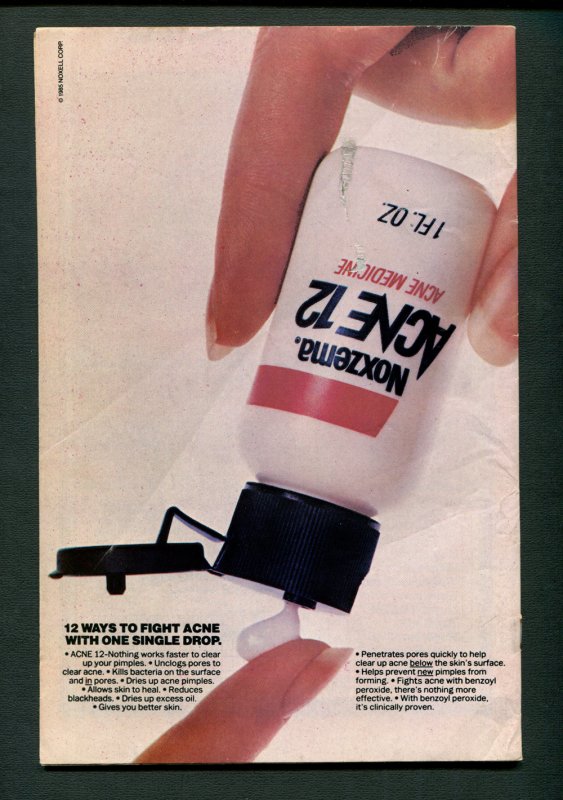 © 1985 NOXELL CORP.
1 FL. OZ.
ACNE MEDICINE
ACNE 12
Noxzema.
12 WAYS TO FIGHT ACNE
WITH ONE SINGLE DROP.
• ACNE 12-Nothing works faster to clear
up your pimples. • Unclogs pores to
clear acne. • Kills bacteria on the surface
and in pores. • Dries up acne pimples.
• Allows skin to heal. • Reduces
blackheads. • Dries up excess oil.
• Gives you better skin.
• Penetrates pores quickly to help
clear up acne below the skin's surface.
• Helps prevent new pimples from
forming. • Fights acne with benzoyl
peroxide, there's nothing more
effective. • With benzoyl peroxide,
it's clinically proven.